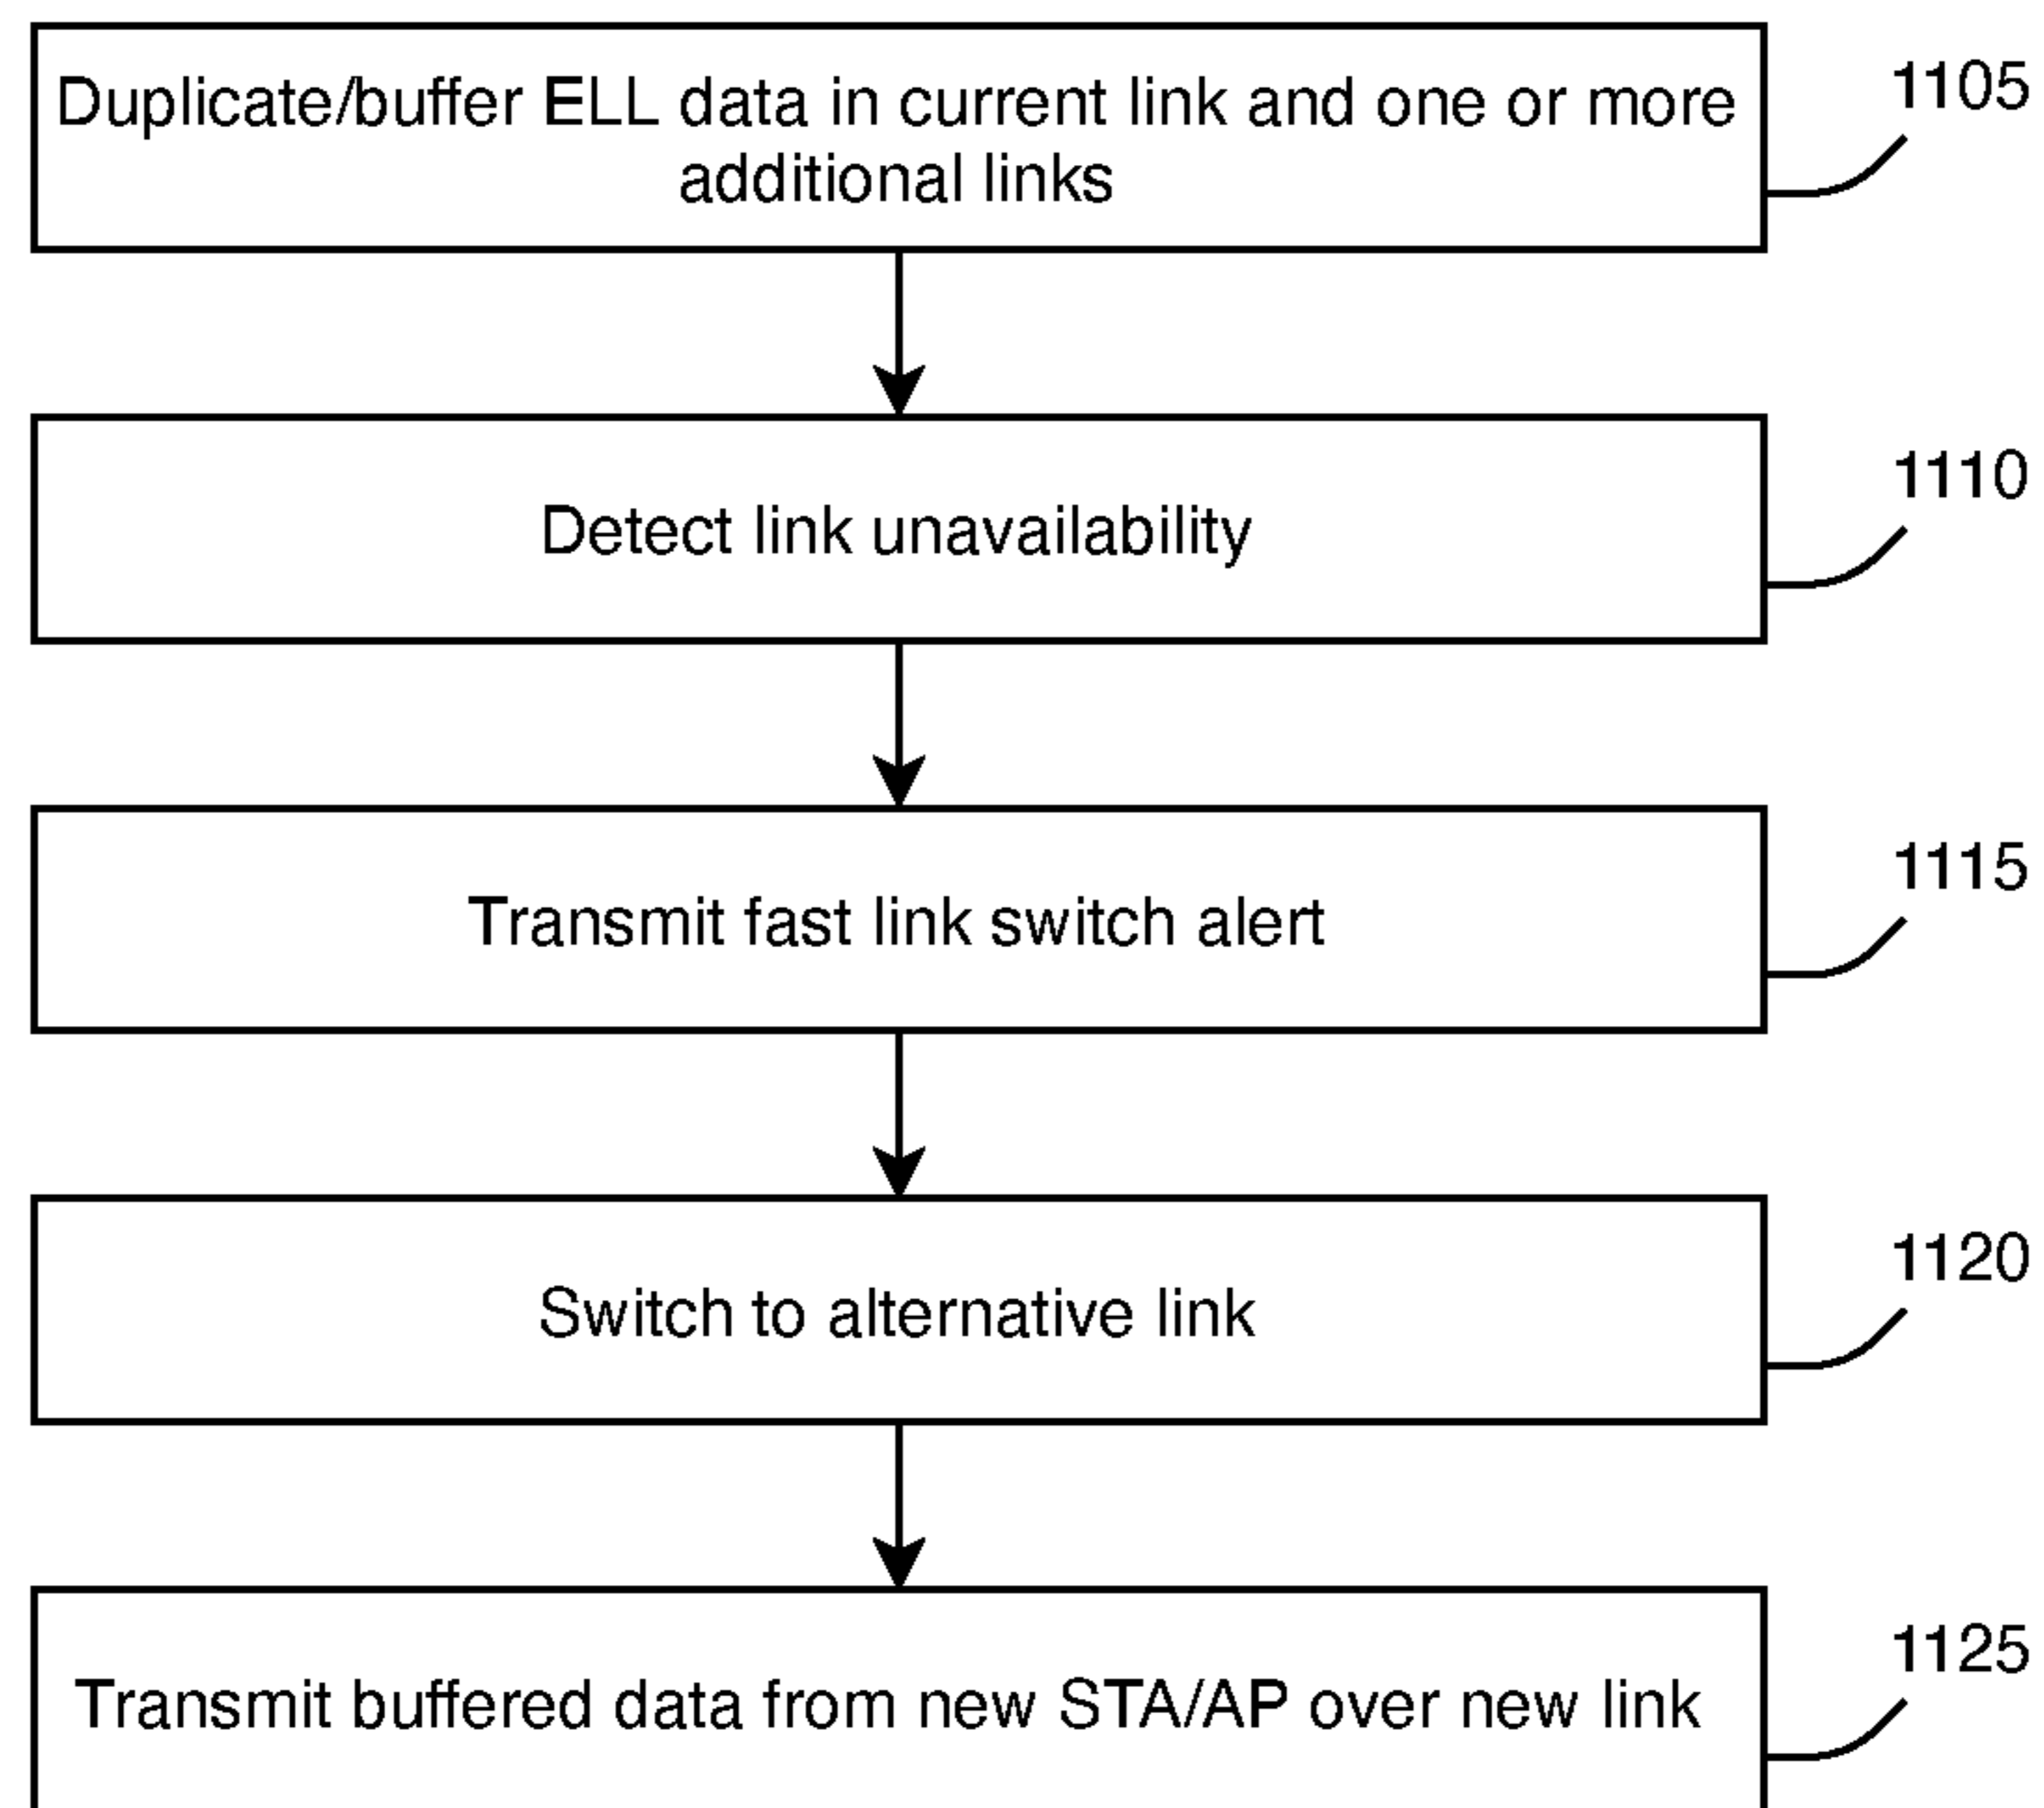 Duplicate/buffer ELL data in current link and one or more
additional links
1105
Detect link unavailability
1110
Transmit fast link switch alert
1115
Switch to alternative link
1120
Transmit buffered data from new STA/AP over new link
1125